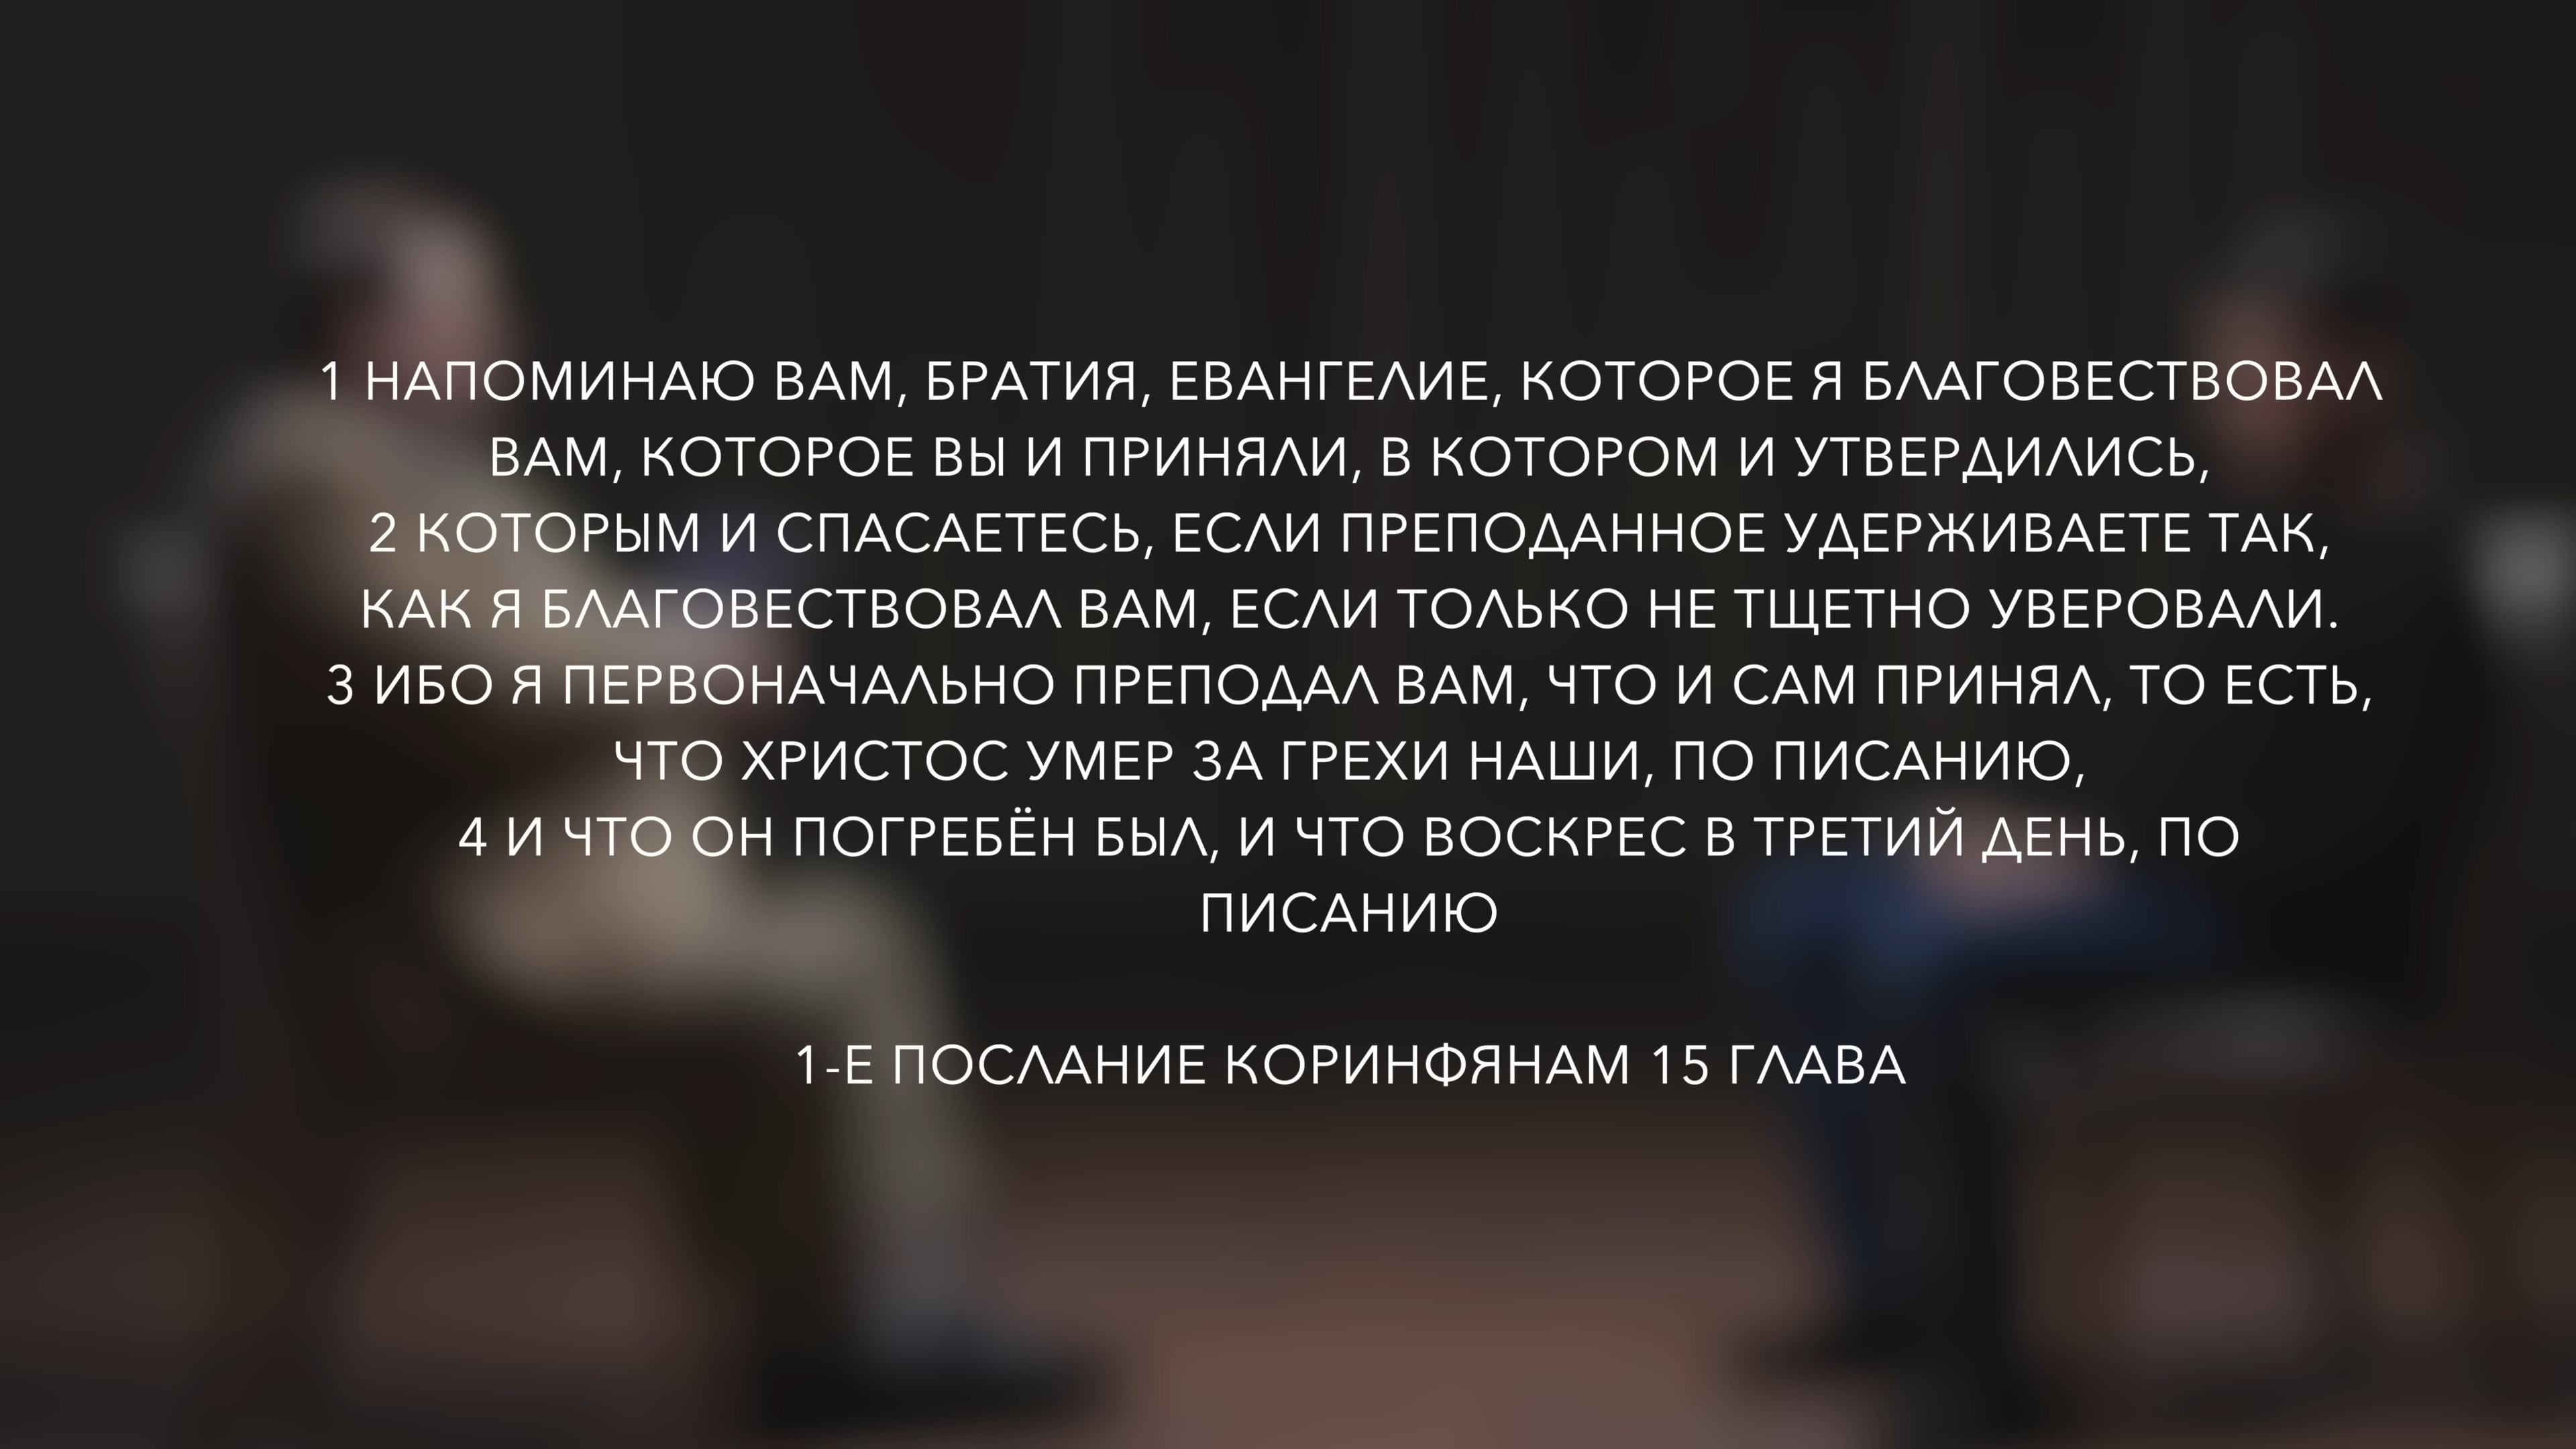 1 НАПОМИНАЮ ВАМ, БРАТИЯ, ЕВАНГЕЛИЕ, КОТОРОЕ Я БЛАГОВЕСТВОВАЛ
ВАМ, КОТОРОЕ ВЫ И ПРИНЯЛИ, В КОТОРОМ И УТВЕРДИЛИСЬ,
2 КОТОРЫМ И СПАСАЕТЕСЬ, ЕСЛИ ПРЕПОДАННОЕ УДЕРЖИВАЕТЕ ТАК,
КАК Я БЛАГОВЕСТВОВАЛ ВАМ, ЕСЛИ ТОЛЬКО НЕ ТЩЕТНО УВЕРОВАЛИ.
3 ИБО Я ПЕРВОНАЧАЛЬНО ПРЕПОДАЛ ВАМ, ЧТО И САМ ПРИНЯЛ, ТО ЕСТЬ,
ЧТО ХРИСТОС УМЕР ЗА ГРЕХИ НАШИ, ПО ПИСАНИЮ,
4 И ЧТО ОН ПОГРЕБЁН БЫЛ, И ЧТО ВОСКРЕС В ТРЕТИЙ ДЕНЬ, ПО
ПИСАНИЮ
1-Е ПОСЛАНИЕ КОРИНФЯНАМ 15 ГЛАВА